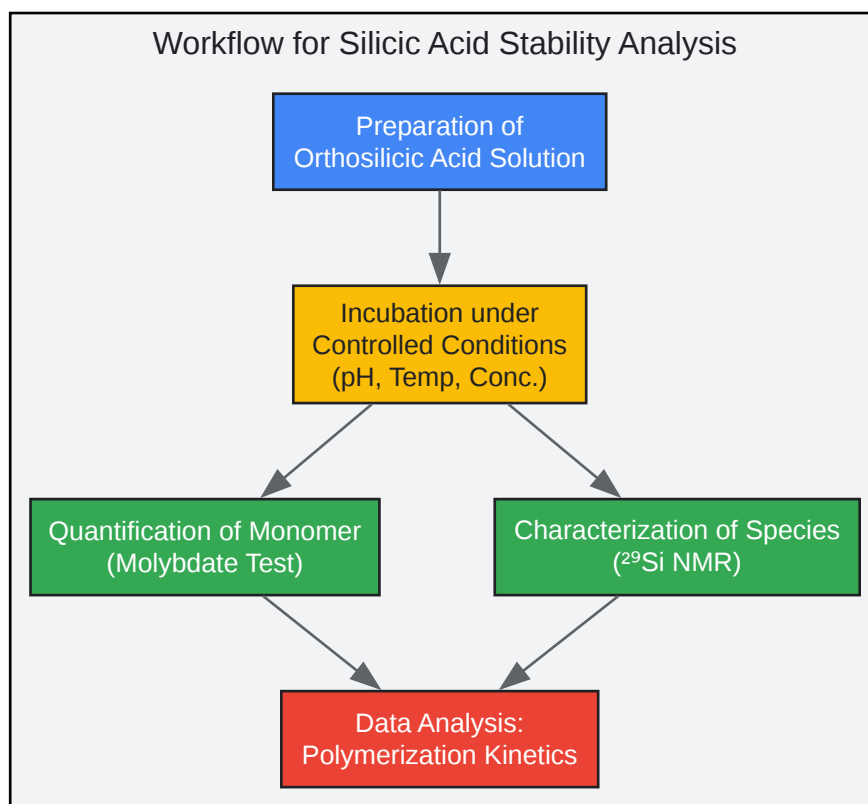 Workflow for Silicic Acid Stability Analysis
Preparation of
Orthosilicic Acid Solution
Incubation under
Controlled Conditions
(pH, Temp, Conc.)
Quantification of Monomer
(Molybdate Test)
Characterization of Species
(²⁹Si NMR)
Data Analysis:
Polymerization Kinetics